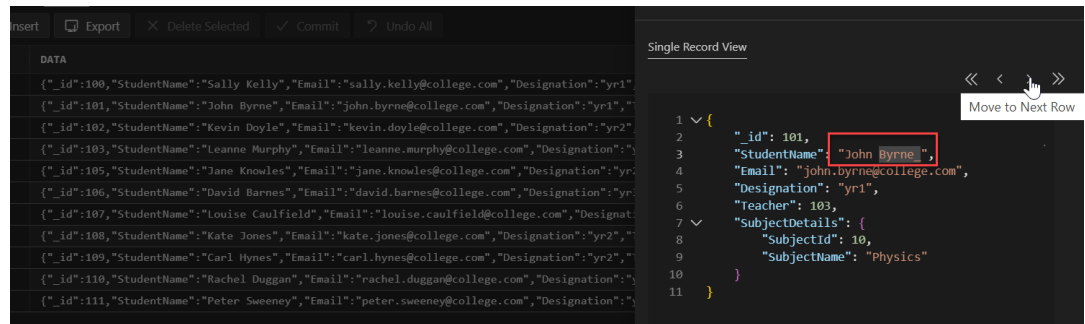 Insert Export Delete Selected Commit Undo All
DATA
{"_id":100,"StudentName":"Sally Kelly","Email":"sally.kelly@college.com","Designation":"yr1"
{"_id":101,"StudentName":"John Byrne","Email":"john.byrne@college.com","Designation":"yr1","
{"_id":102,"StudentName":"Kevin Doyle","Email":"kevin.doyle@college.com","Designation":"yr2"
{"_id":103,"StudentName":"Leanne Murphy","Email":"leanne.murphy@college.com","Designation":"
{"_id":105,"StudentName":"Jane Knowles","Email":"jane.knowles@college.com","Designation":"yr
{"_id":106,"StudentName":"David Barnes","Email":"david.barnes@college.com","Designation":"yr
{"_id":107,"StudentName":"Louise Caulfield","Email":"louise.caulfield@college.com","Designat
{"_id":108,"StudentName":"Kate Jones","Email":"kate.jones@college.com","Designation":"yr2","
{"_id":109,"StudentName":"Carl Hynes","Email":"carl.hynes@college.com","Designation":"yr2","
{"_id":110,"StudentName":"Rachel Duggan","Email":"rachel.duggan@college.com","Designation":"
{"_id":111,"StudentName":"Peter Sweeney","Email":"peter.sweeney@college.com","Designation":"
Single Record View
Move to Next Row
1 {
2 "_id": 101,
3 "StudentName": "John Byrne_",
4 "Email": "john.byrne@college.com",
5 "Designation": "yr1",
6 "Teacher": 103,
7 "SubjectDetails": {
8 "SubjectId": 10,
9 "SubjectName": "Physics"
10 }
11 }